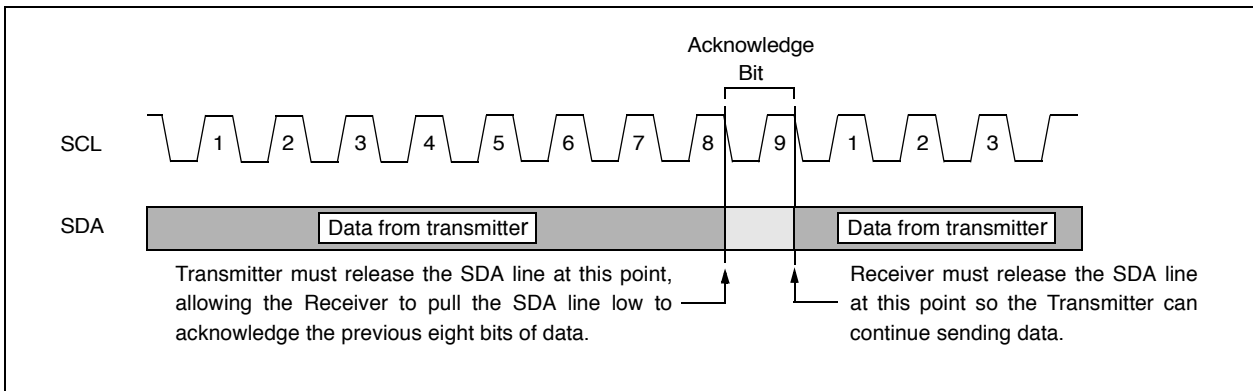 Acknowledge
Bit
SCL
1 2 3 4 5 6 7 8 9 1 2 3
SDA
Data from transmitter
Data from transmitter
Transmitter must release the SDA line at this point,
allowing the Receiver to pull the SDA line low to
acknowledge the previous eight bits of data.
Receiver must release the SDA line
at this point so the Transmitter can
continue sending data.